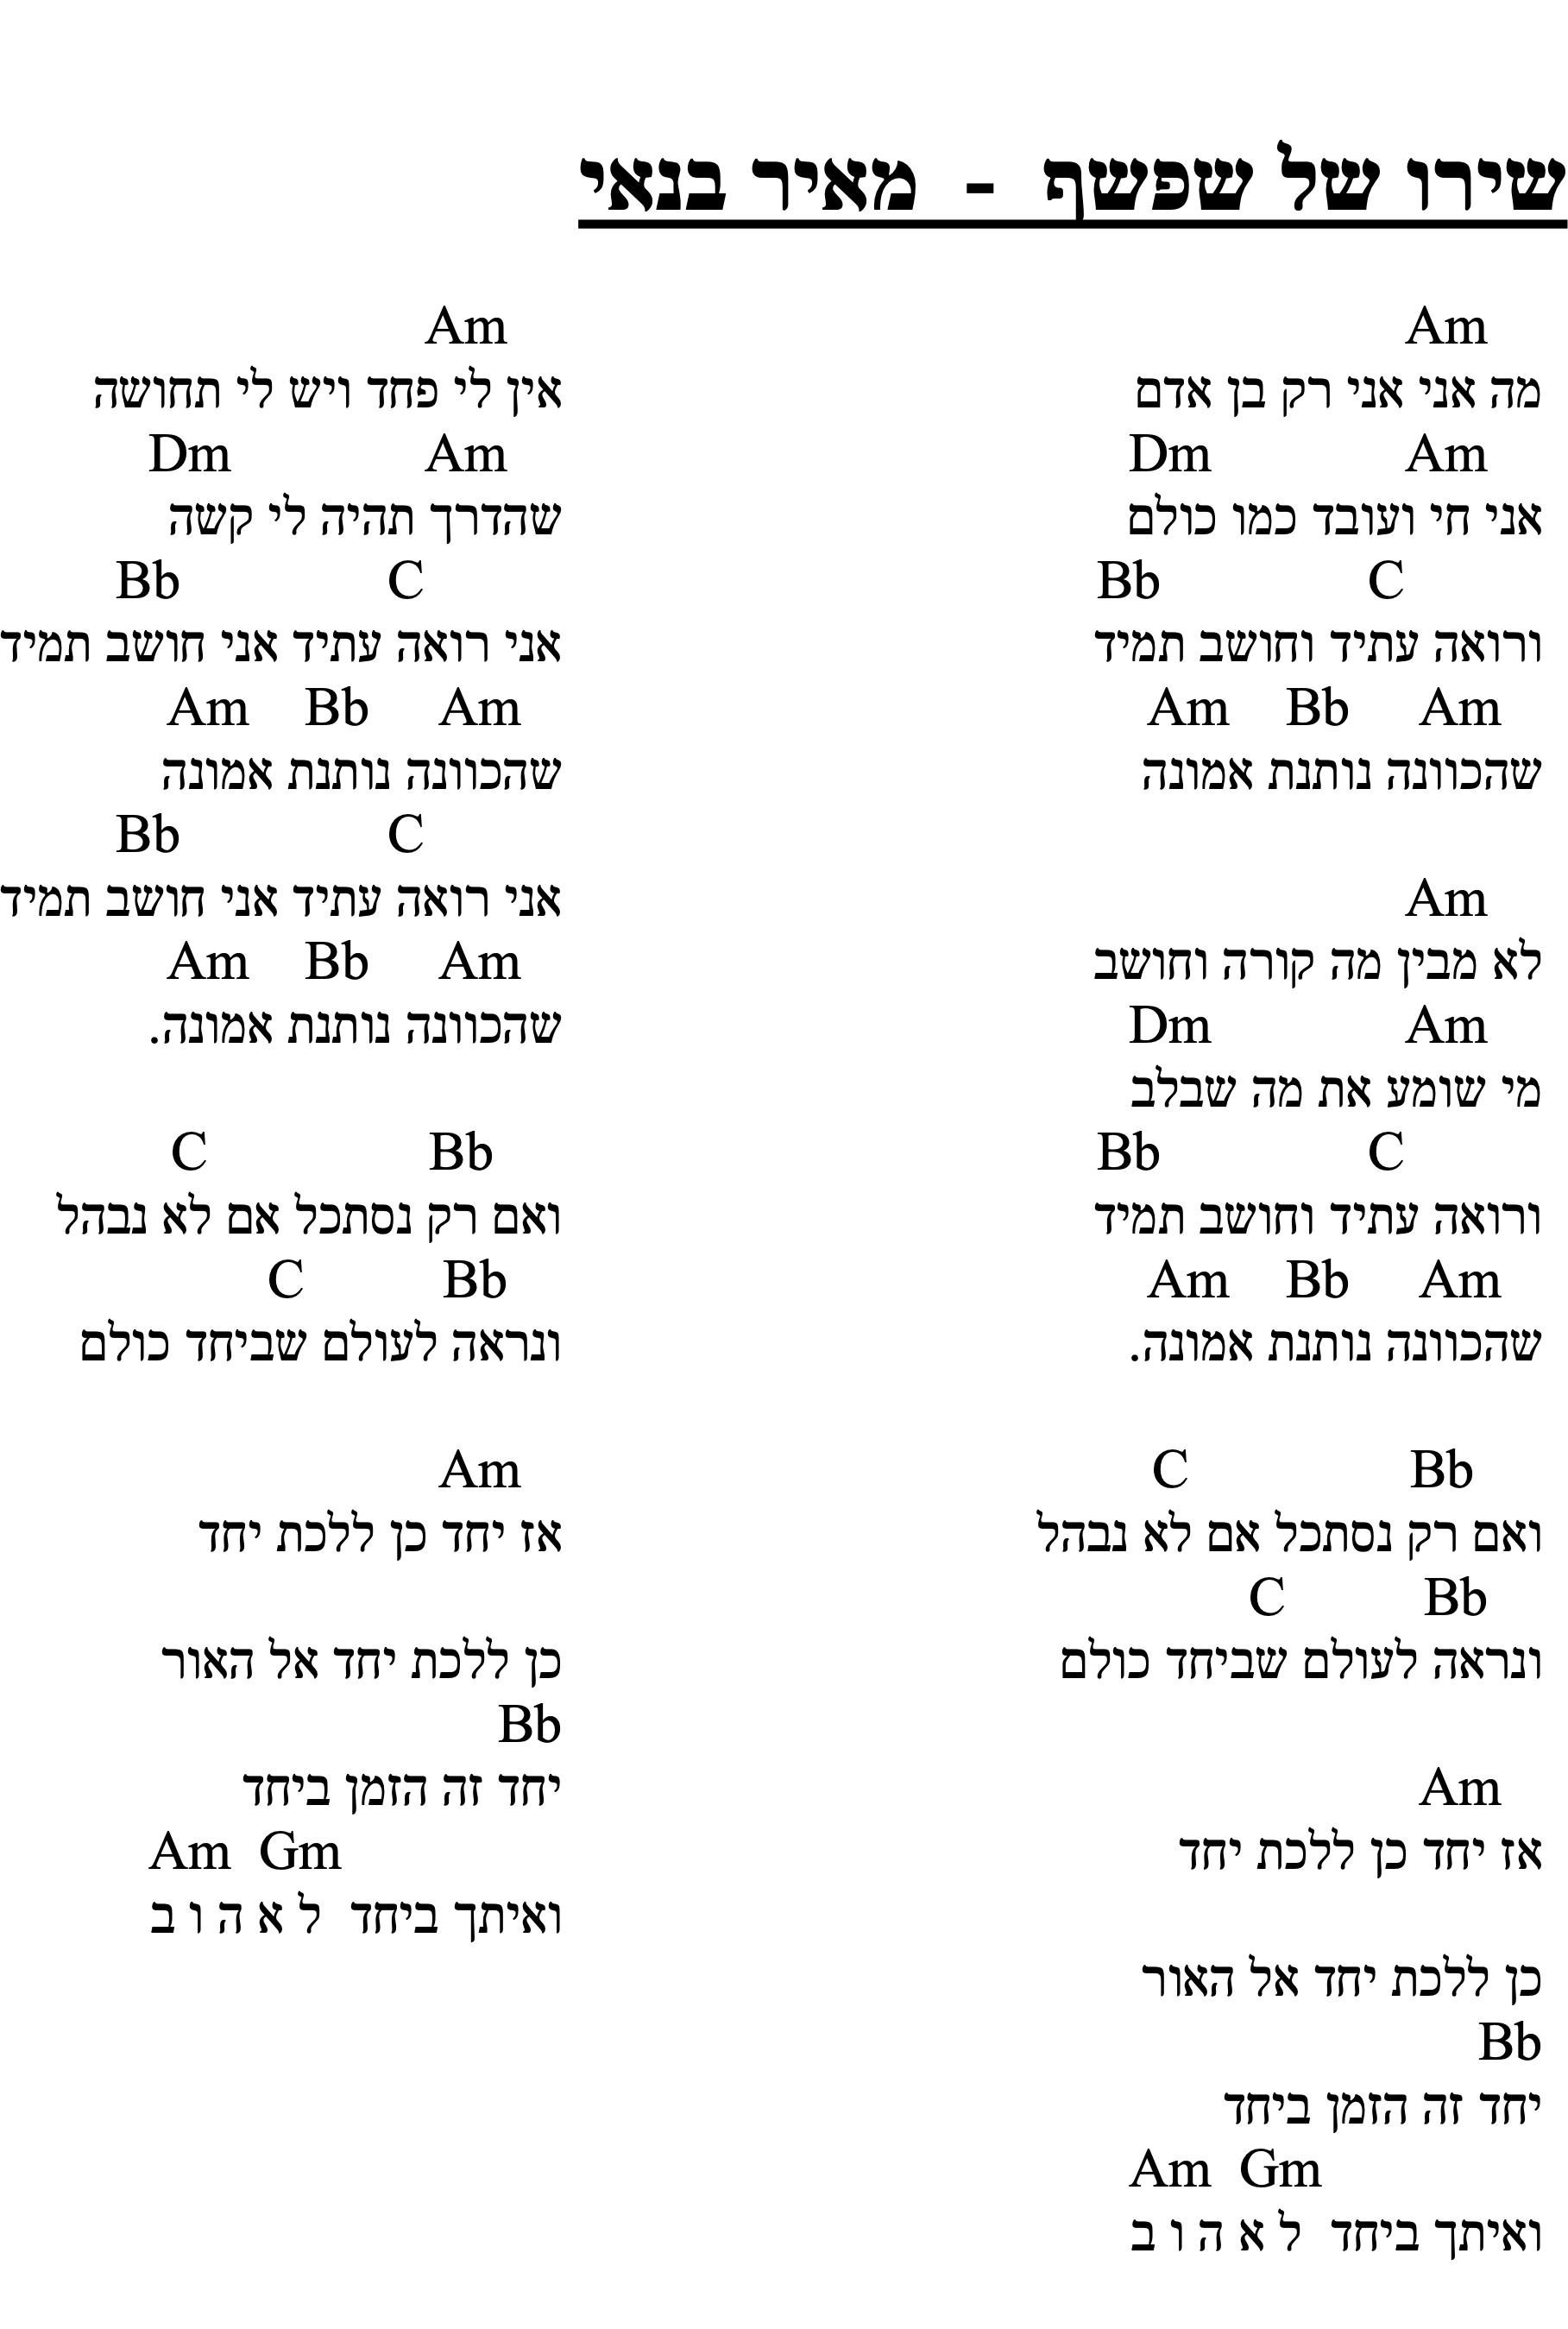 שירו של שפשף - מאיר בנאי
Am
מה אני אני רק בן אדם
Am Dm
אני חי ועובד כמו כולם
C Bb
ורואה עתיד וחושב תמיד
Am Bb Am
שהכוונה נותנת אמונה
Am
לא מבין מה קורה וחושב
Am Dm
מי שומע את מה שבלב
C Bb
ורואה עתיד וחושב תמיד
Am Bb Am
שהכוונה נותנת אמונה.
Bb C
ואם רק נסתכל אם לא נבהל
Bb C
ונראה לעולם שביחד כולם
Am
אז יחד כן ללכת יחד
כן ללכת יחד אל האור
Bb
יחד זה הזמן ביחד
Gm Am
ואיתך ביחד ל א ה ו ב
Am
אין לי פחד ויש לי תחושה
Am Dm
שהדרך תהיה לי קשה
C Bb
אני רואה עתיד אני חושב תמיד
Am Bb Am
שהכוונה נותנת אמונה
C Bb
אני רואה עתיד אני חושב תמיד
Am Bb Am
שהכוונה נותנת אמונה.
Bb C
ואם רק נסתכל אם לא נבהל
Bb C
ונראה לעולם שביחד כולם
Am
אז יחד כן ללכת יחד
כן ללכת יחד אל האור
Bb
יחד זה הזמן ביחד
Gm Am
ואיתך ביחד ל א ה ו ב